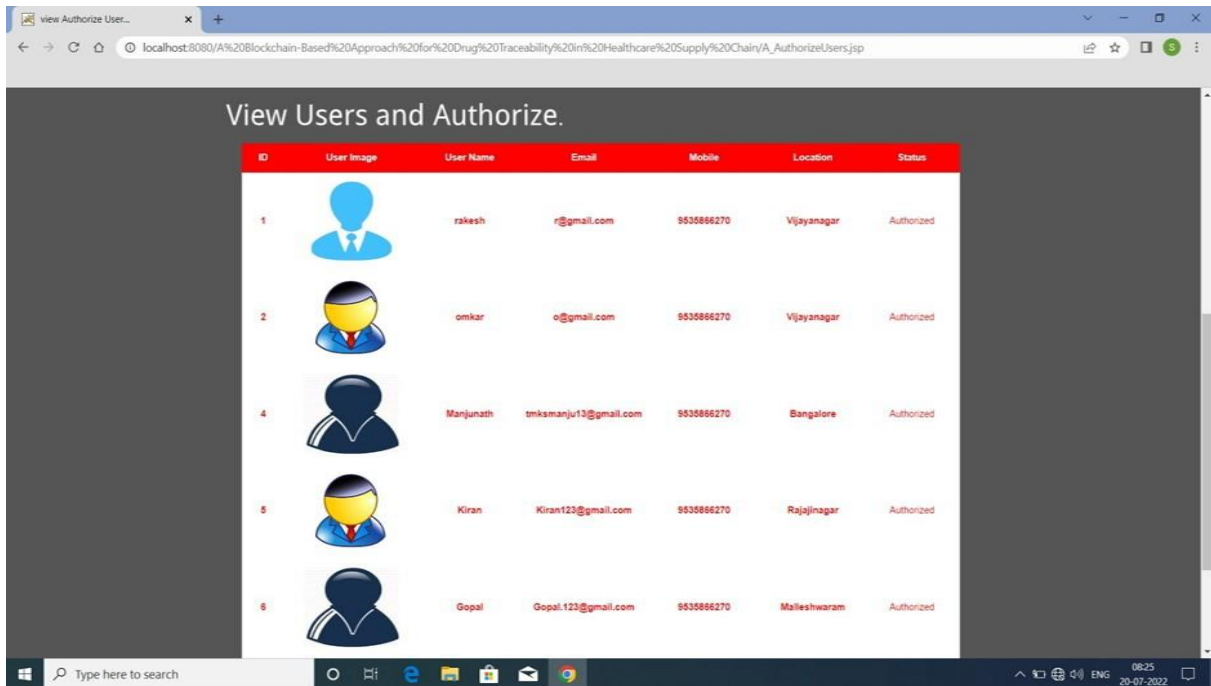 view Authorize User...
localhost:8080/A%20Blockchain-Based%20Approach%20for%20Drug%20Traceability%20in%20Healthcare%20Supply%20Chain/A_AuthorizeUsers.jsp
S
View Users and Authorize.
ID User Image User Name Email Mobile Location Status
1 rakesh r@gmail.com 9535866270 Vijayanagar Authorized
2 omkar o@gmail.com 9535866270 Vijayanagar Authorized
4 Manjunath tmksmanju13@gmail.com 9535866270 Bangalore Authorized
5 Kiran Kiran123@gmail.com 9535866270 Rajajinagar Authorized
6 Gopal Gopal.123@gmail.com 9535866270 Malleshwaram Authorized
Type here to search
ENG
08:25
20-07-2022